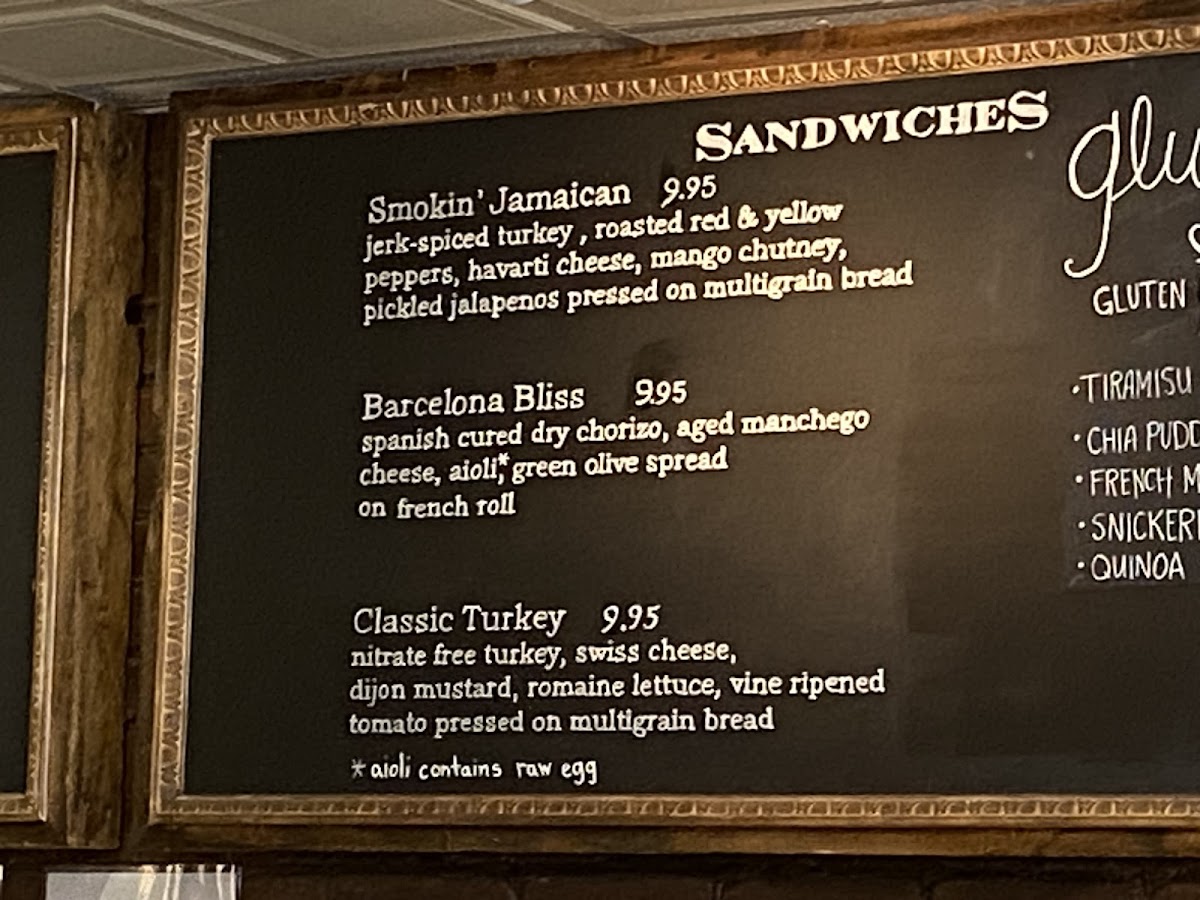 SANDWICHES
Smokin' Jamaican 9.95
jerk-spiced turkey, roasted red & yellow
peppers, havarti cheese, mango chutney,
pickled jalapenos pressed on multigrain bread
Barcelona Bliss 9.95
spanish cured dry chorizo, aged manchego
cheese, aioli,* green olive spread
on french roll
Classic Turkey 9.95
nitrate free turkey, swiss cheese,
dijon mustard, romaine lettuce, vine ripened
tomato pressed on multigrain bread
*aioli contains raw egg
GLUTEN
•TIRAMISU
•CHIA
•FRENCH
•QUINOA